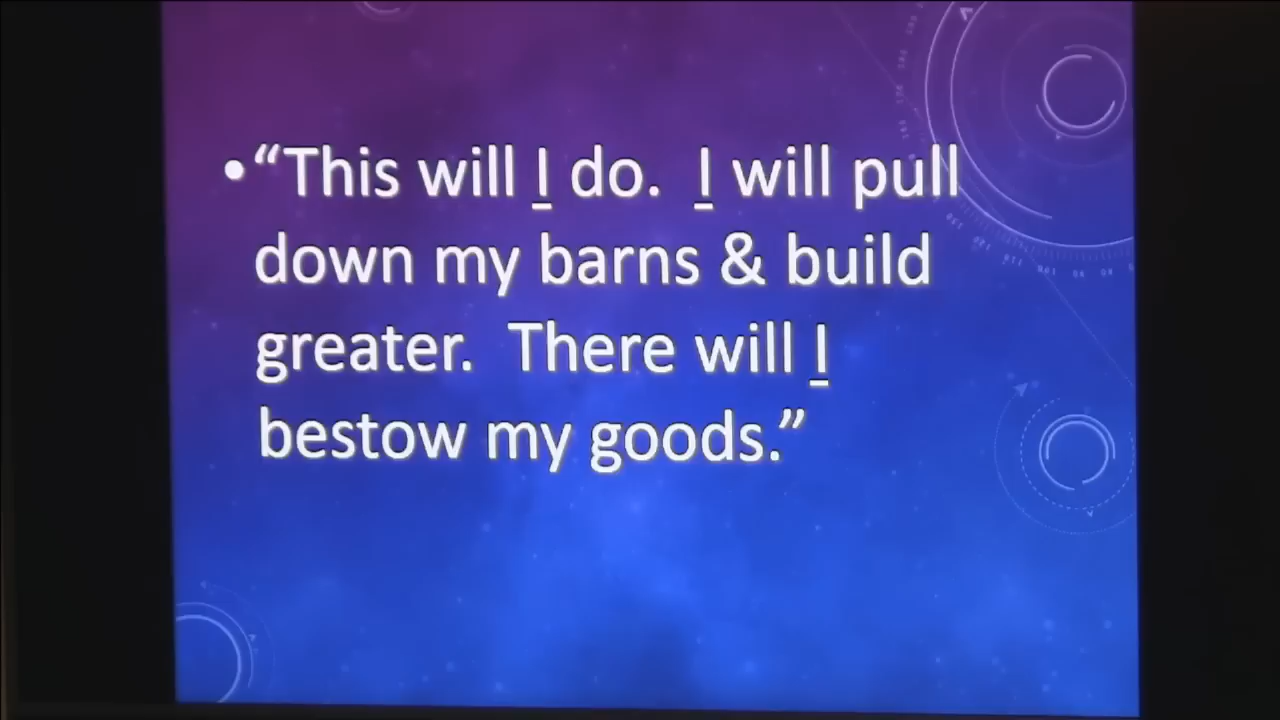 •“This will I do.  I will pull
down my barns & build
greater.  There will I
bestow my goods.”